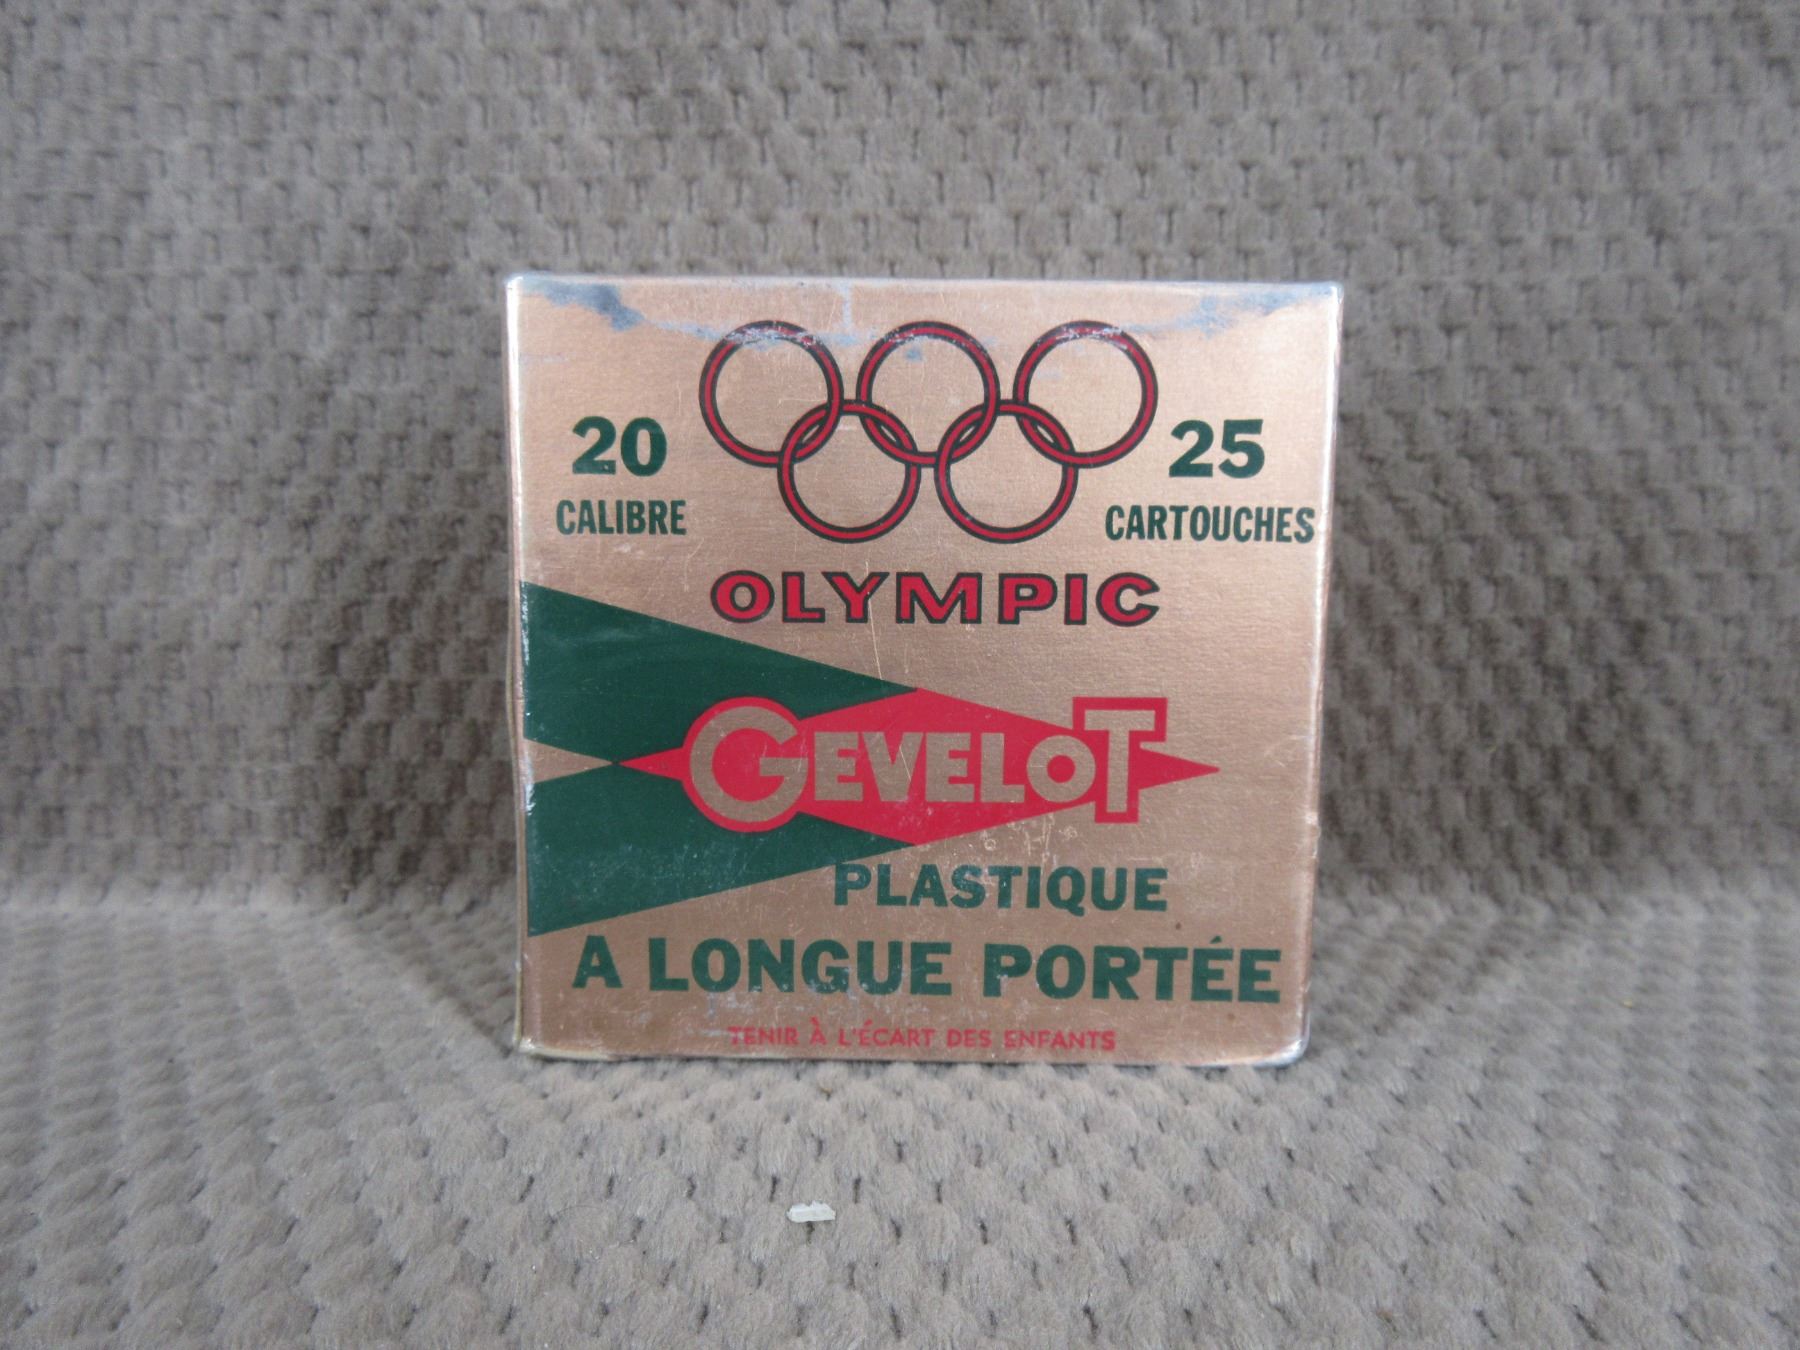 20
CALIBRE
25
CARTOUCHES
OLYMPIC
GEVELOT
PLASTIQUE
A LONGUE PORTÉE
TENIR À L'ÉCART DES ENFANTS